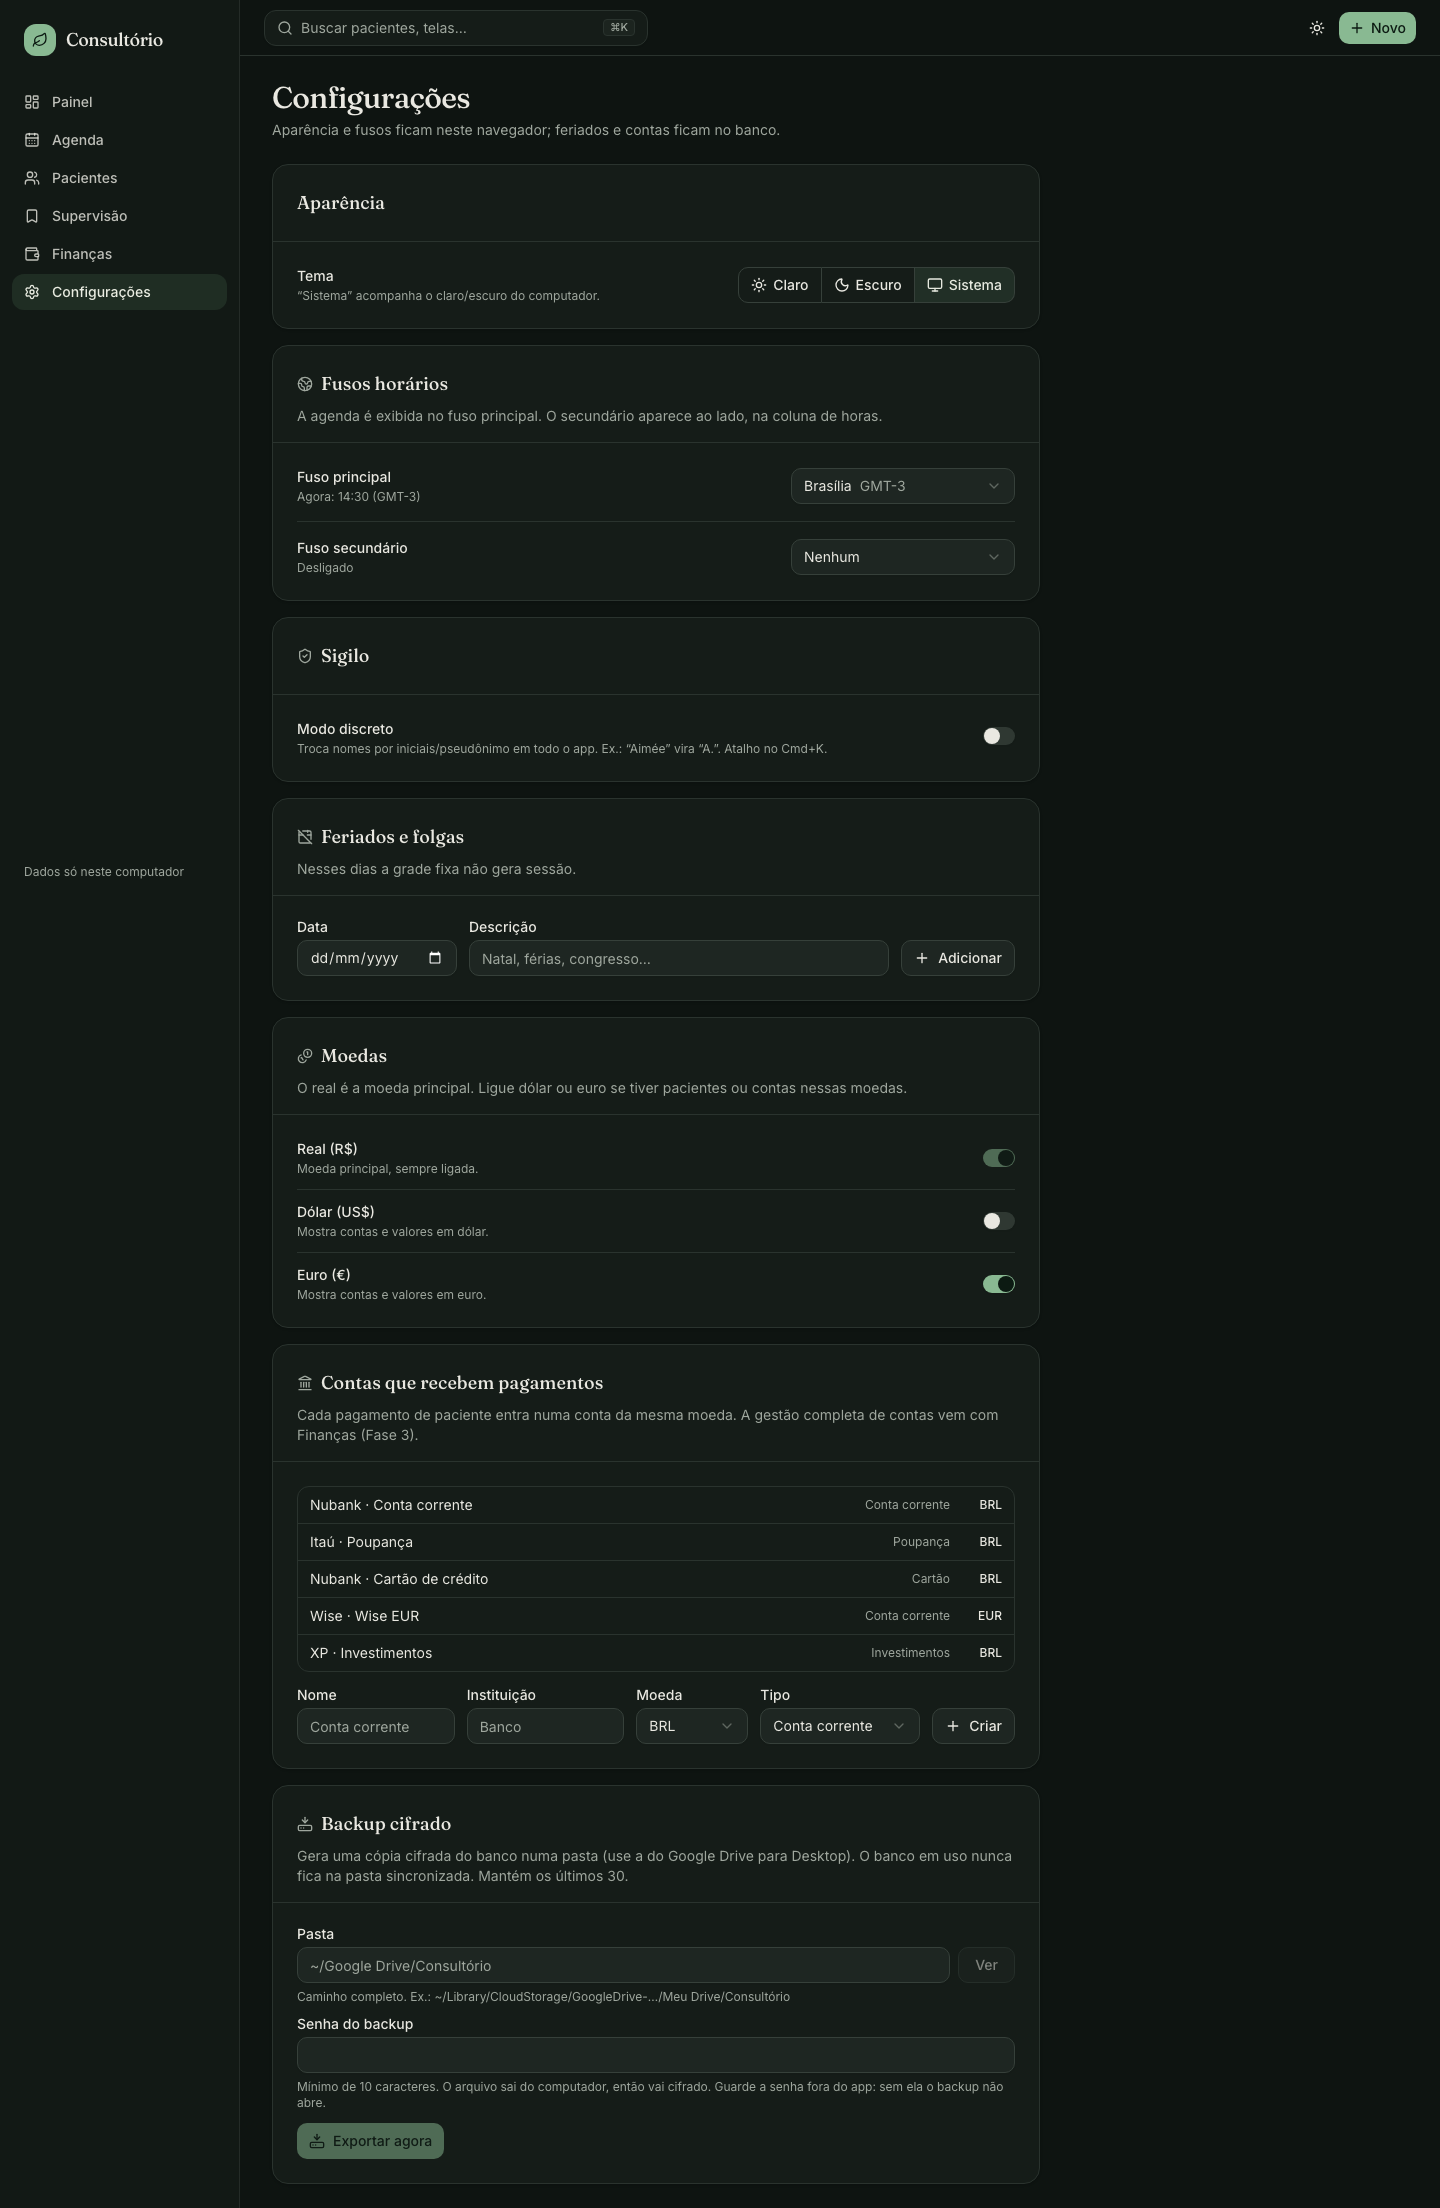 Consultório
Buscar pacientes, telas...
⌘K
Novo
Painel
Agenda
Pacientes
Supervisão
Finanças
Configurações
Dados só neste computador
Configurações
Aparência e fusos ficam neste navegador; feriados e contas ficam no banco.
Aparência
Tema
“Sistema” acompanha o claro/escuro do computador.
Claro
Escuro
Sistema
Fusos horários
A agenda é exibida no fuso principal. O secundário aparece ao lado, na coluna de horas.
Fuso principal
Agora: 14:30 (GMT-3)
Brasília GMT-3
Fuso secundário
Desligado
Nenhum
Sigilo
Modo discreto
Troca nomes por iniciais/pseudônimo em todo o app. Ex.: “Aimée” vira “A.”. Atalho no Cmd+K.
Feriados e folgas
Nesses dias a grade fixa não gera sessão.
Data
Descrição
dd/mm/yyyy
Natal, férias, congresso...
Adicionar
Moedas
O real é a moeda principal. Ligue dólar ou euro se tiver pacientes ou contas nessas moedas.
Real (R$)
Moeda principal, sempre ligada.
Dólar (US$)
Mostra contas e valores em dólar.
Euro (€)
Mostra contas e valores em euro.
Contas que recebem pagamentos
Cada pagamento de paciente entra numa conta da mesma moeda. A gestão completa de contas vem com
Finanças (Fase 3).
Nubank · Conta corrente Conta corrente BRL
Itaú · Poupança Poupança BRL
Nubank · Cartão de crédito Cartão BRL
Wise · Wise EUR Conta corrente EUR
XP · Investimentos Investimentos BRL
Nome
Instituição
Moeda
Tipo
Conta corrente
Banco
BRL
Conta corrente
Criar
Backup cifrado
Gera uma cópia cifrada do banco numa pasta (use a do Google Drive para Desktop). O banco em uso nunca
fica na pasta sincronizada. Mantém os últimos 30.
Pasta
~/Google Drive/Consultório
Ver
Caminho completo. Ex.: ~/Library/CloudStorage/GoogleDrive-.../Meu Drive/Consultório
Senha do backup
Mínimo de 10 caracteres. O arquivo sai do computador, então vai cifrado. Guarde a senha fora do app: sem ela o backup não
abre.
Exportar agora